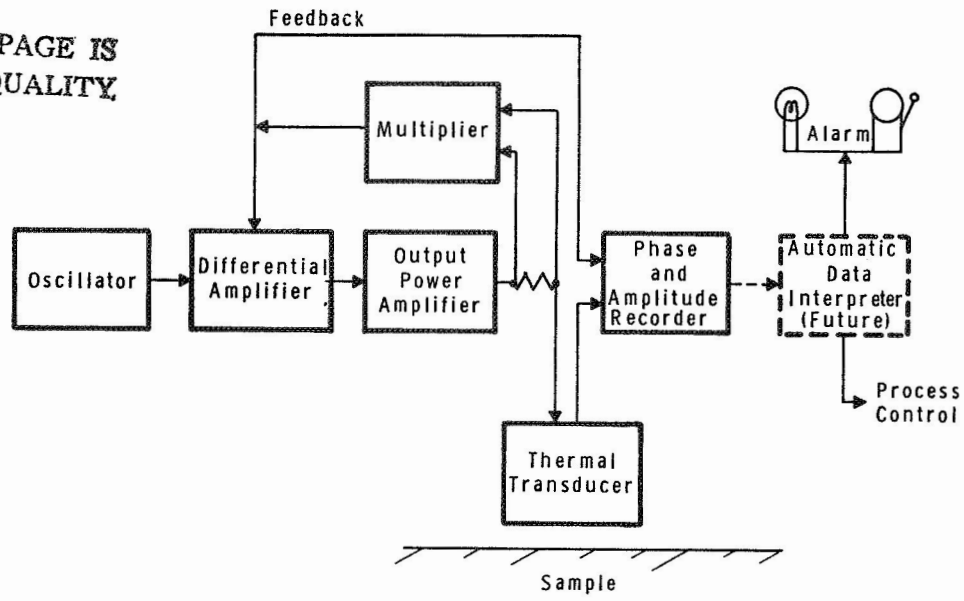 Feedback
PAGE IS
QUALITY
Multiplier
Alarm
Oscillator
Differential
Amplifier
Output
Power
Amplifier
Phase
and
Amplitude
Recorder
Automatic
Data
Interpreter
(Future)
Process
Control
Thermal
Transducer
Sample